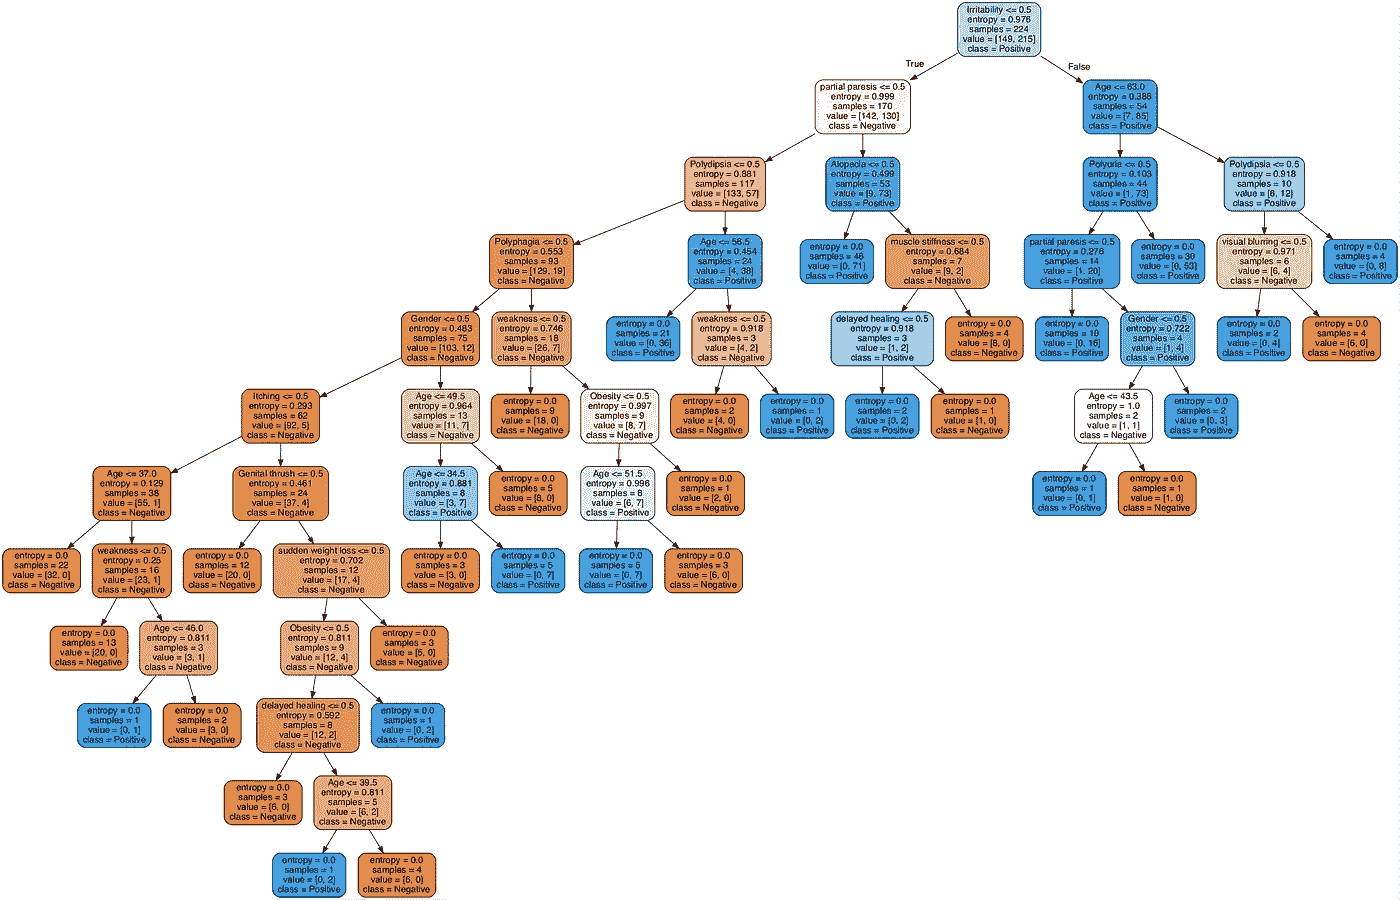 Irritability <= 0.5
entropy = 0.976
samples = 224
value = [149, 215]
class = Positive
True
False
partial paresis <= 0.5
entropy = 0.999
samples = 170
value = [142, 130]
class = Negative
Age <= 63.0
entropy = 0.388
samples = 54
value = [7, 85]
class = Positive
Polydipsia <= 0.5
entropy = 0.881
samples = 117
value = [133, 57]
class = Negative
Alopecia <= 0.5
entropy = 0.499
samples = 53
value = [9, 73]
class = Positive
Polyuria <= 0.5
entropy = 0.103
samples = 44
value = [1, 73]
class = Positive
Polydipsia <= 0.5
entropy = 0.918
samples = 10
value = [6, 12]
class = Positive
Polyphagia <= 0.5
entropy = 0.553
samples = 93
value = [129, 19]
class = Negative
Age <= 56.5
entropy = 0.454
samples = 24
value = [4, 38]
class = Positive
entropy = 0.0
samples = 46
value = [0, 71]
class = Positive
muscle stiffness <= 0.5
entropy = 0.684
samples = 7
value = [9, 2]
class = Negative
partial paresis <= 0.5
entropy = 0.276
samples = 14
value = [1, 20]
class = Positive
entropy = 0.0
samples = 30
value = [0, 53]
class = Positive
visual blurring <= 0.5
entropy = 0.971
samples = 6
value = [6, 4]
class = Negative
entropy = 0.0
samples = 4
value = [0, 8]
class = Positive
Gender <= 0.5
entropy = 0.483
samples = 75
value = [103, 12]
class = Negative
weakness <= 0.5
entropy = 0.746
samples = 18
value = [26, 7]
class = Negative
entropy = 0.0
samples = 21
value = [0, 36]
class = Positive
weakness <= 0.5
entropy = 0.918
samples = 3
value = [4, 2]
class = Negative
delayed healing <= 0.5
entropy = 0.918
samples = 3
value = [1, 2]
class = Positive
entropy = 0.0
samples = 4
value = [8, 0]
class = Negative
entropy = 0.0
samples = 10
value = [0, 16]
class = Positive
Gender <= 0.5
entropy = 0.722
samples = 4
value = [1, 4]
class = Positive
entropy = 0.0
samples = 2
value = [0, 4]
class = Positive
entropy = 0.0
samples = 4
value = [6, 0]
class = Negative
Itching <= 0.5
entropy = 0.293
samples = 62
value = [92, 5]
class = Negative
Age <= 49.5
entropy = 0.964
samples = 13
value = [11, 7]
class = Negative
entropy = 0.0
samples = 9
value = [18, 0]
class = Negative
Obesity <= 0.5
entropy = 0.997
samples = 9
value = [8, 7]
class = Negative
entropy = 0.0
samples = 2
value = [4, 0]
class = Negative
entropy = 0.0
samples = 1
value = [0, 2]
class = Positive
entropy = 0.0
samples = 2
value = [0, 2]
class = Positive
entropy = 0.0
samples = 1
value = [1, 0]
class = Negative
Age <= 43.5
entropy = 1.0
samples = 2
value = [1, 1]
class = Negative
entropy = 0.0
samples = 2
value = [0, 3]
class = Positive
Age <= 37.0
entropy = 0.129
samples = 38
value = [55, 1]
class = Negative
Genital thrush <= 0.5
entropy = 0.461
samples = 24
value = [37, 4]
class = Negative
Age <= 34.5
entropy = 0.881
samples = 8
value = [3, 7]
class = Positive
entropy = 0.0
samples = 5
value = [8, 0]
class = Negative
Age <= 51.5
entropy = 0.996
samples = 8
value = [6, 7]
class = Positive
entropy = 0.0
samples = 1
value = [2, 0]
class = Negative
entropy = 0.0
samples = 1
value = [0, 1]
class = Positive
entropy = 0.0
samples = 1
value = [1, 0]
class = Negative
entropy = 0.0
samples = 22
value = [32, 0]
class = Negative
weakness <= 0.5
entropy = 0.25
samples = 16
value = [23, 1]
class = Negative
entropy = 0.0
samples = 12
value = [20, 0]
class = Negative
sudden weight loss <= 0.5
entropy = 0.702
samples = 12
value = [17, 4]
class = Negative
entropy = 0.0
samples = 3
value = [3, 0]
class = Negative
entropy = 0.0
samples = 5
value = [0, 7]
class = Positive
entropy = 0.0
samples = 5
value = [0, 7]
class = Positive
entropy = 0.0
samples = 3
value = [6, 0]
class = Negative
entropy = 0.0
samples = 13
value = [20, 0]
class = Negative
Age <= 46.0
entropy = 0.811
samples = 3
value = [3, 1]
class = Negative
Obesity <= 0.5
entropy = 0.811
samples = 9
value = [12, 4]
class = Negative
entropy = 0.0
samples = 3
value = [5, 0]
class = Negative
entropy = 0.0
samples = 1
value = [0, 1]
class = Positive
entropy = 0.0
samples = 2
value = [3, 0]
class = Negative
delayed healing <= 0.5
entropy = 0.592
samples = 8
value = [12, 2]
class = Negative
entropy = 0.0
samples = 1
value = [0, 2]
class = Positive
entropy = 0.0
samples = 3
value = [6, 0]
class = Negative
Age <= 39.5
entropy = 0.811
samples = 5
value = [6, 2]
class = Negative
entropy = 0.0
samples = 1
value = [0, 2]
class = Positive
entropy = 0.0
samples = 4
value = [6, 0]
class = Negative